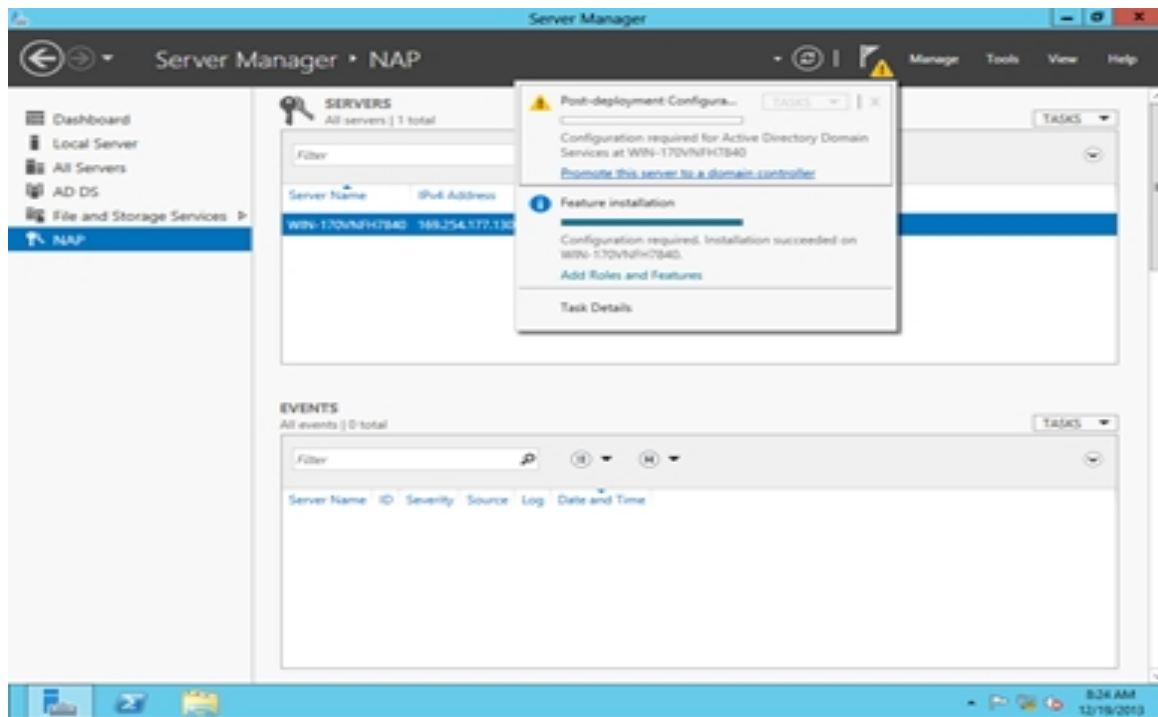 Server Manager
Server Manager • NAP
Manage Tools View Help
Dashboard
Local Server
All Servers
AD DS
File and Storage Services
NAP
SERVERS
All servers | 1 total
TASKS
Filter
Server Name IPv4 Address
WIN-170VNFH7840 169.254.177.130
Post-deployment Configura...
TASKS
X
Configuration required for Active Directory Domain
Services at WIN-170VNFH7840
Promote this server to a domain controller
Feature installation
Configuration required. Installation succeeded on
WIN-170VNFH7840.
Add Roles and Features
Task Details
EVENTS
All events | 0 total
TASKS
Filter
Server Name ID Severity Source Log Date and Time
8:24 AM
12/19/2013